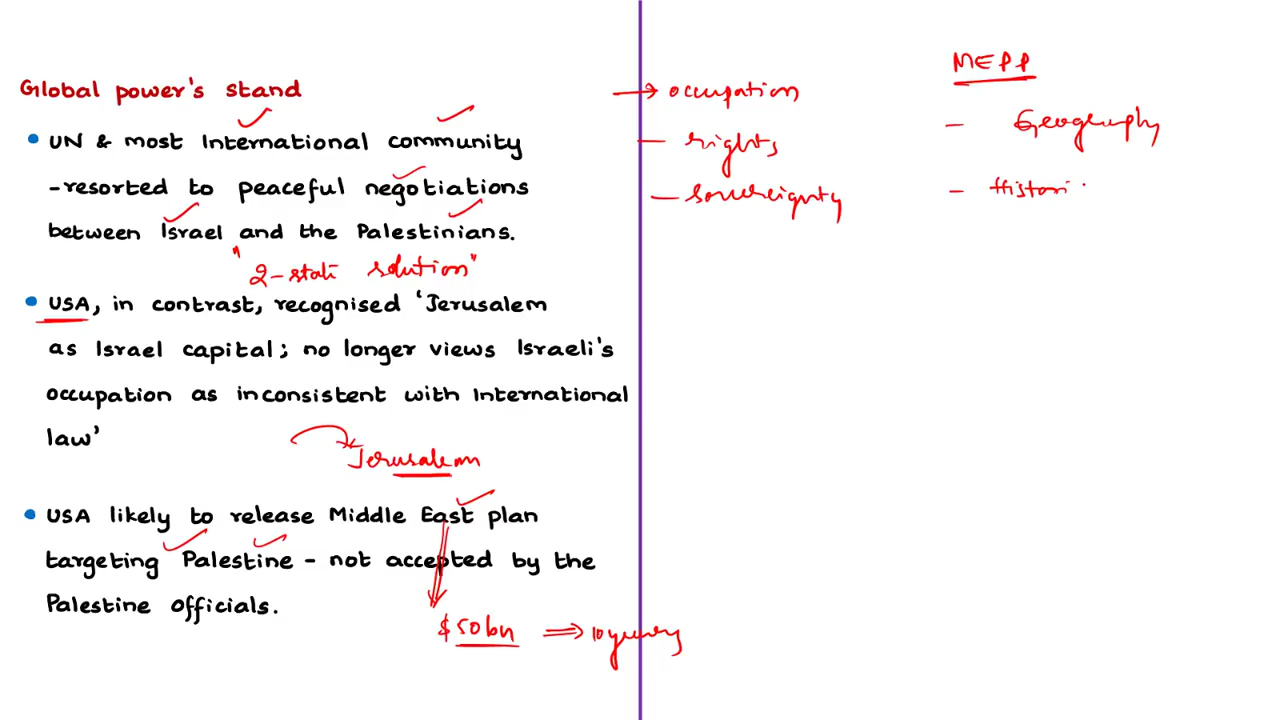 Global power's stand
• UN & most International community
-resorted to peaceful negotiations
between Israel and the Palestinians.
"2-state solution"
• USA, in contrast, recognised 'Jerusalem
as Israel capital; no longer views Israeli's
occupation as inconsistent with International
law'
Jerusalem
• USA likely to release Middle East plan
targeting Palestine - not accepted by the
Palestine officials.
$50bn ⇒ 10years
→ occupation
- rights
- sovereignty
MEPP
- Geography
- Histori